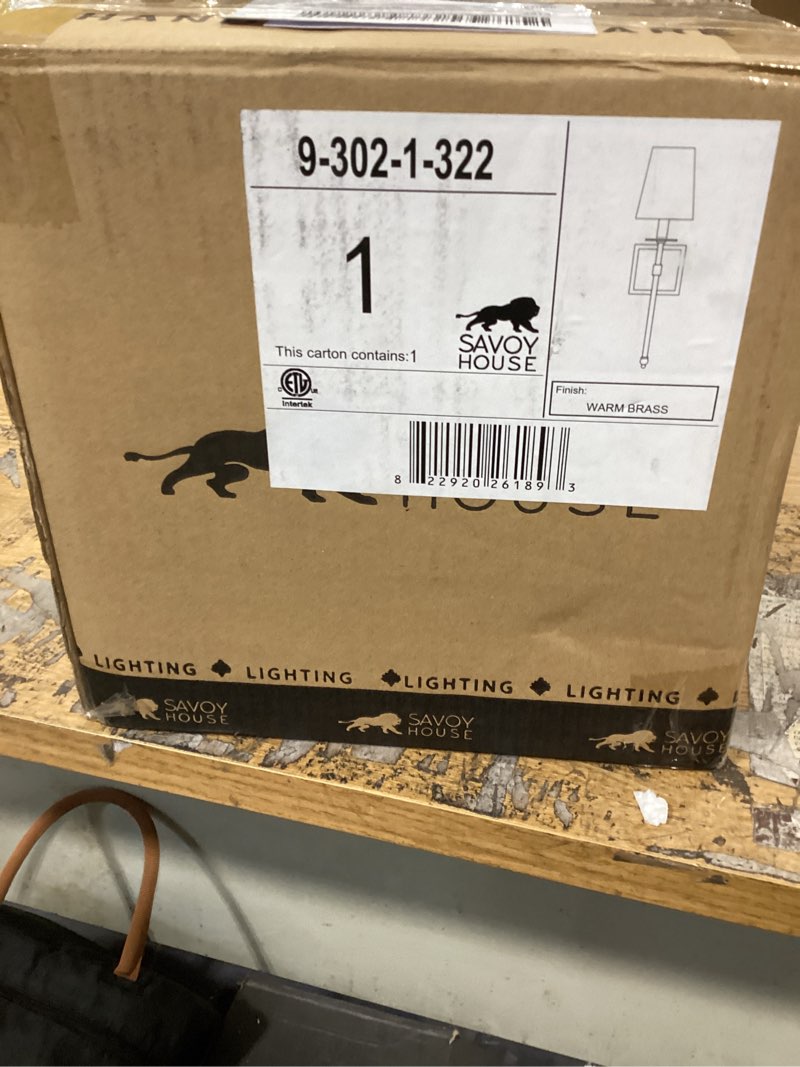 9-302-1-322
1
This carton contains:1
SAVOY
HOUSE
Intertek
Finish:
WARM BRASS
8 22920 26189 3
LIGHTING LIGHTING LIGHTING LIGHTING
SAVOY
HOUSE
SAVOY
HOUSE
SAVOY
HOUSE